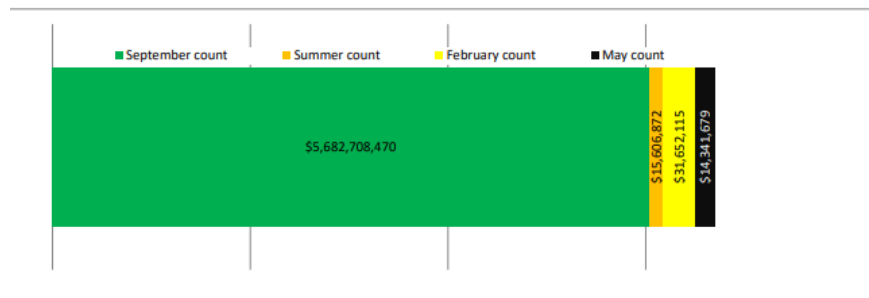 September count
Summer count
February count
May count
$5,682,708,470
$15,606,872
$31,652,115
$14,341,679